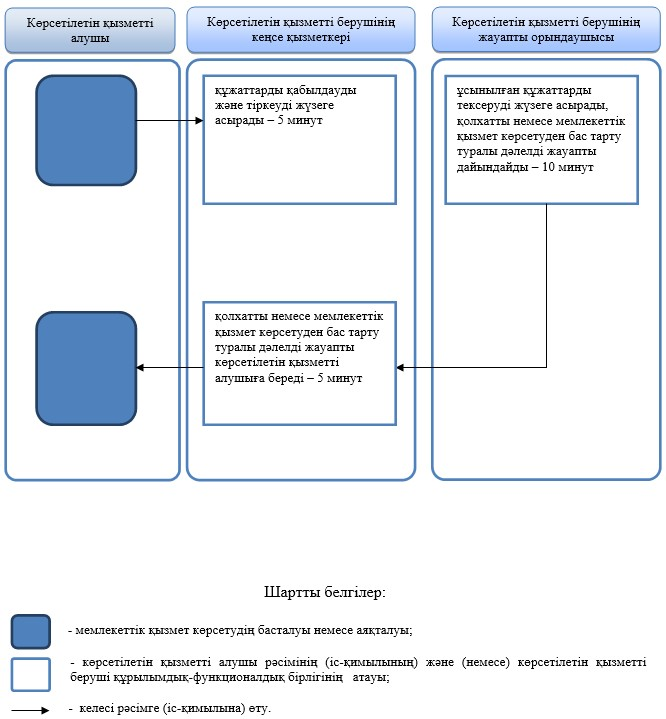 Көрсетілетін қызметті
алушы
Көрсетілетін қызметті берушінің
кеңсе қызметкері
Көрсетілетін қызметті берушінің
жауапты орындаушысы
құжаттарды қабылдауды
және тіркеуді жүзеге
асырады – 5 минут
ұсынылған құжаттарды
тексеруді жүзеге асырады,
қолхатты немесе мемлекеттік
қызмет көрсетуден бас тарту
туралы дәлелді жауапты
дайындайды – 10 минут
қолхатты немесе мемлекеттік
қызмет көрсетуден бас тарту
туралы дәлелді жауапты
көрсетілетін қызметті
алушыға береді – 5 минут
Шартты белгілер:
- мемлекеттік қызмет көрсетудің басталуы немесе аяқталуы;
- көрсетілетін қызметті алушы рәсімінің (іс-қимылының) және (немесе) көрсетілетін қызметті
беруші құрылымдық-функционалдық бірлігінің атауы;
- келесі рәсімге (іс-қимылына) өту.